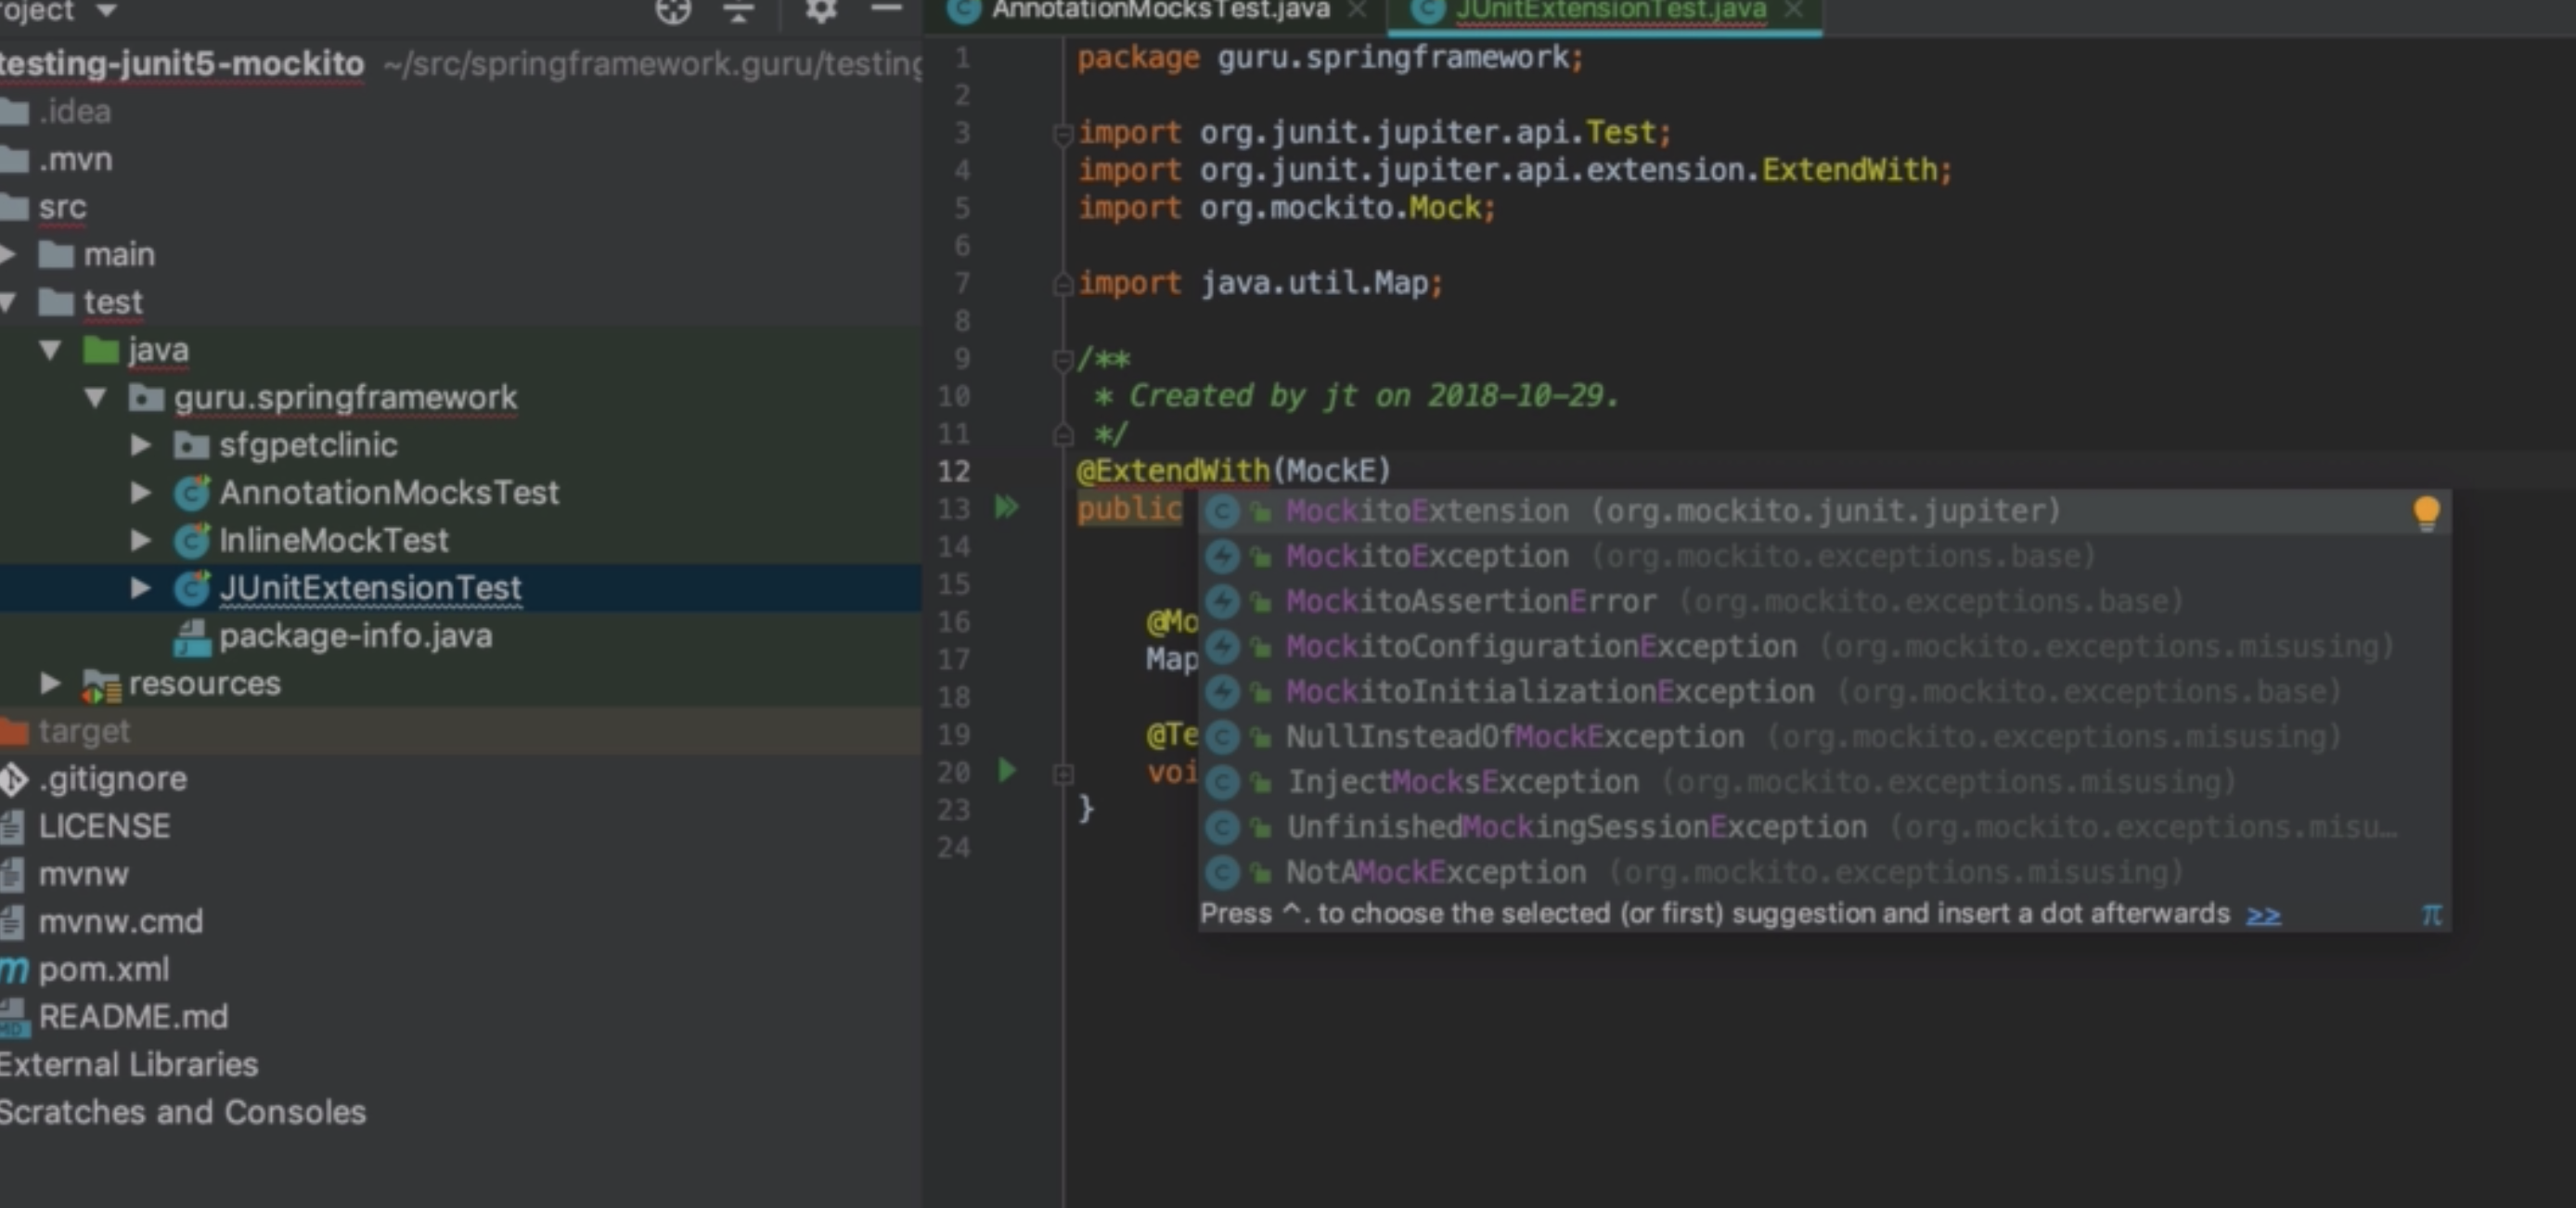 roject
testing-junit5-mockito ~/src/springframework.guru/testing
.idea
.mvn
src
main
test
java
guru.springframework
sfgpetclinic
AnnotationMocksTest
InlineMockTest
JUnitExtensionTest
package-info.java
resources
target
.gitignore
LICENSE
mvnw
mvnw.cmd
pom.xml
README.md
External Libraries
Scratches and Consoles
AnnotationMocksTest.java JUnitExtensionTest.java
1 package guru.springframework;
2
3 import org.junit.jupiter.api.Test;
4 import org.junit.jupiter.api.extension.ExtendWith;
5 import org.mockito.Mock;
6
7 import java.util.Map;
8
9 /**
10 * Created by jt on 2018-10-29.
11 */
12 @ExtendWith(MockE)
13 public
14
15
16 @Mo
17 Map
18
19 @Te
20 voi
23 }
24
MockitoExtension (org.mockito.junit.jupiter)
MockitoException (org.mockito.exceptions.base)
MockitoAssertionError (org.mockito.exceptions.base)
MockitoConfigurationException (org.mockito.exceptions.misusing)
MockitoInitializationException (org.mockito.exceptions.base)
NullInsteadOfMockException (org.mockito.exceptions.misusing)
InjectMocksException (org.mockito.exceptions.misusing)
UnfinishedMockingSessionException (org.mockito.exceptions.misu…
NotAMockException (org.mockito.exceptions.misusing)
Press ^. to choose the selected (or first) suggestion and insert a dot afterwards >> π